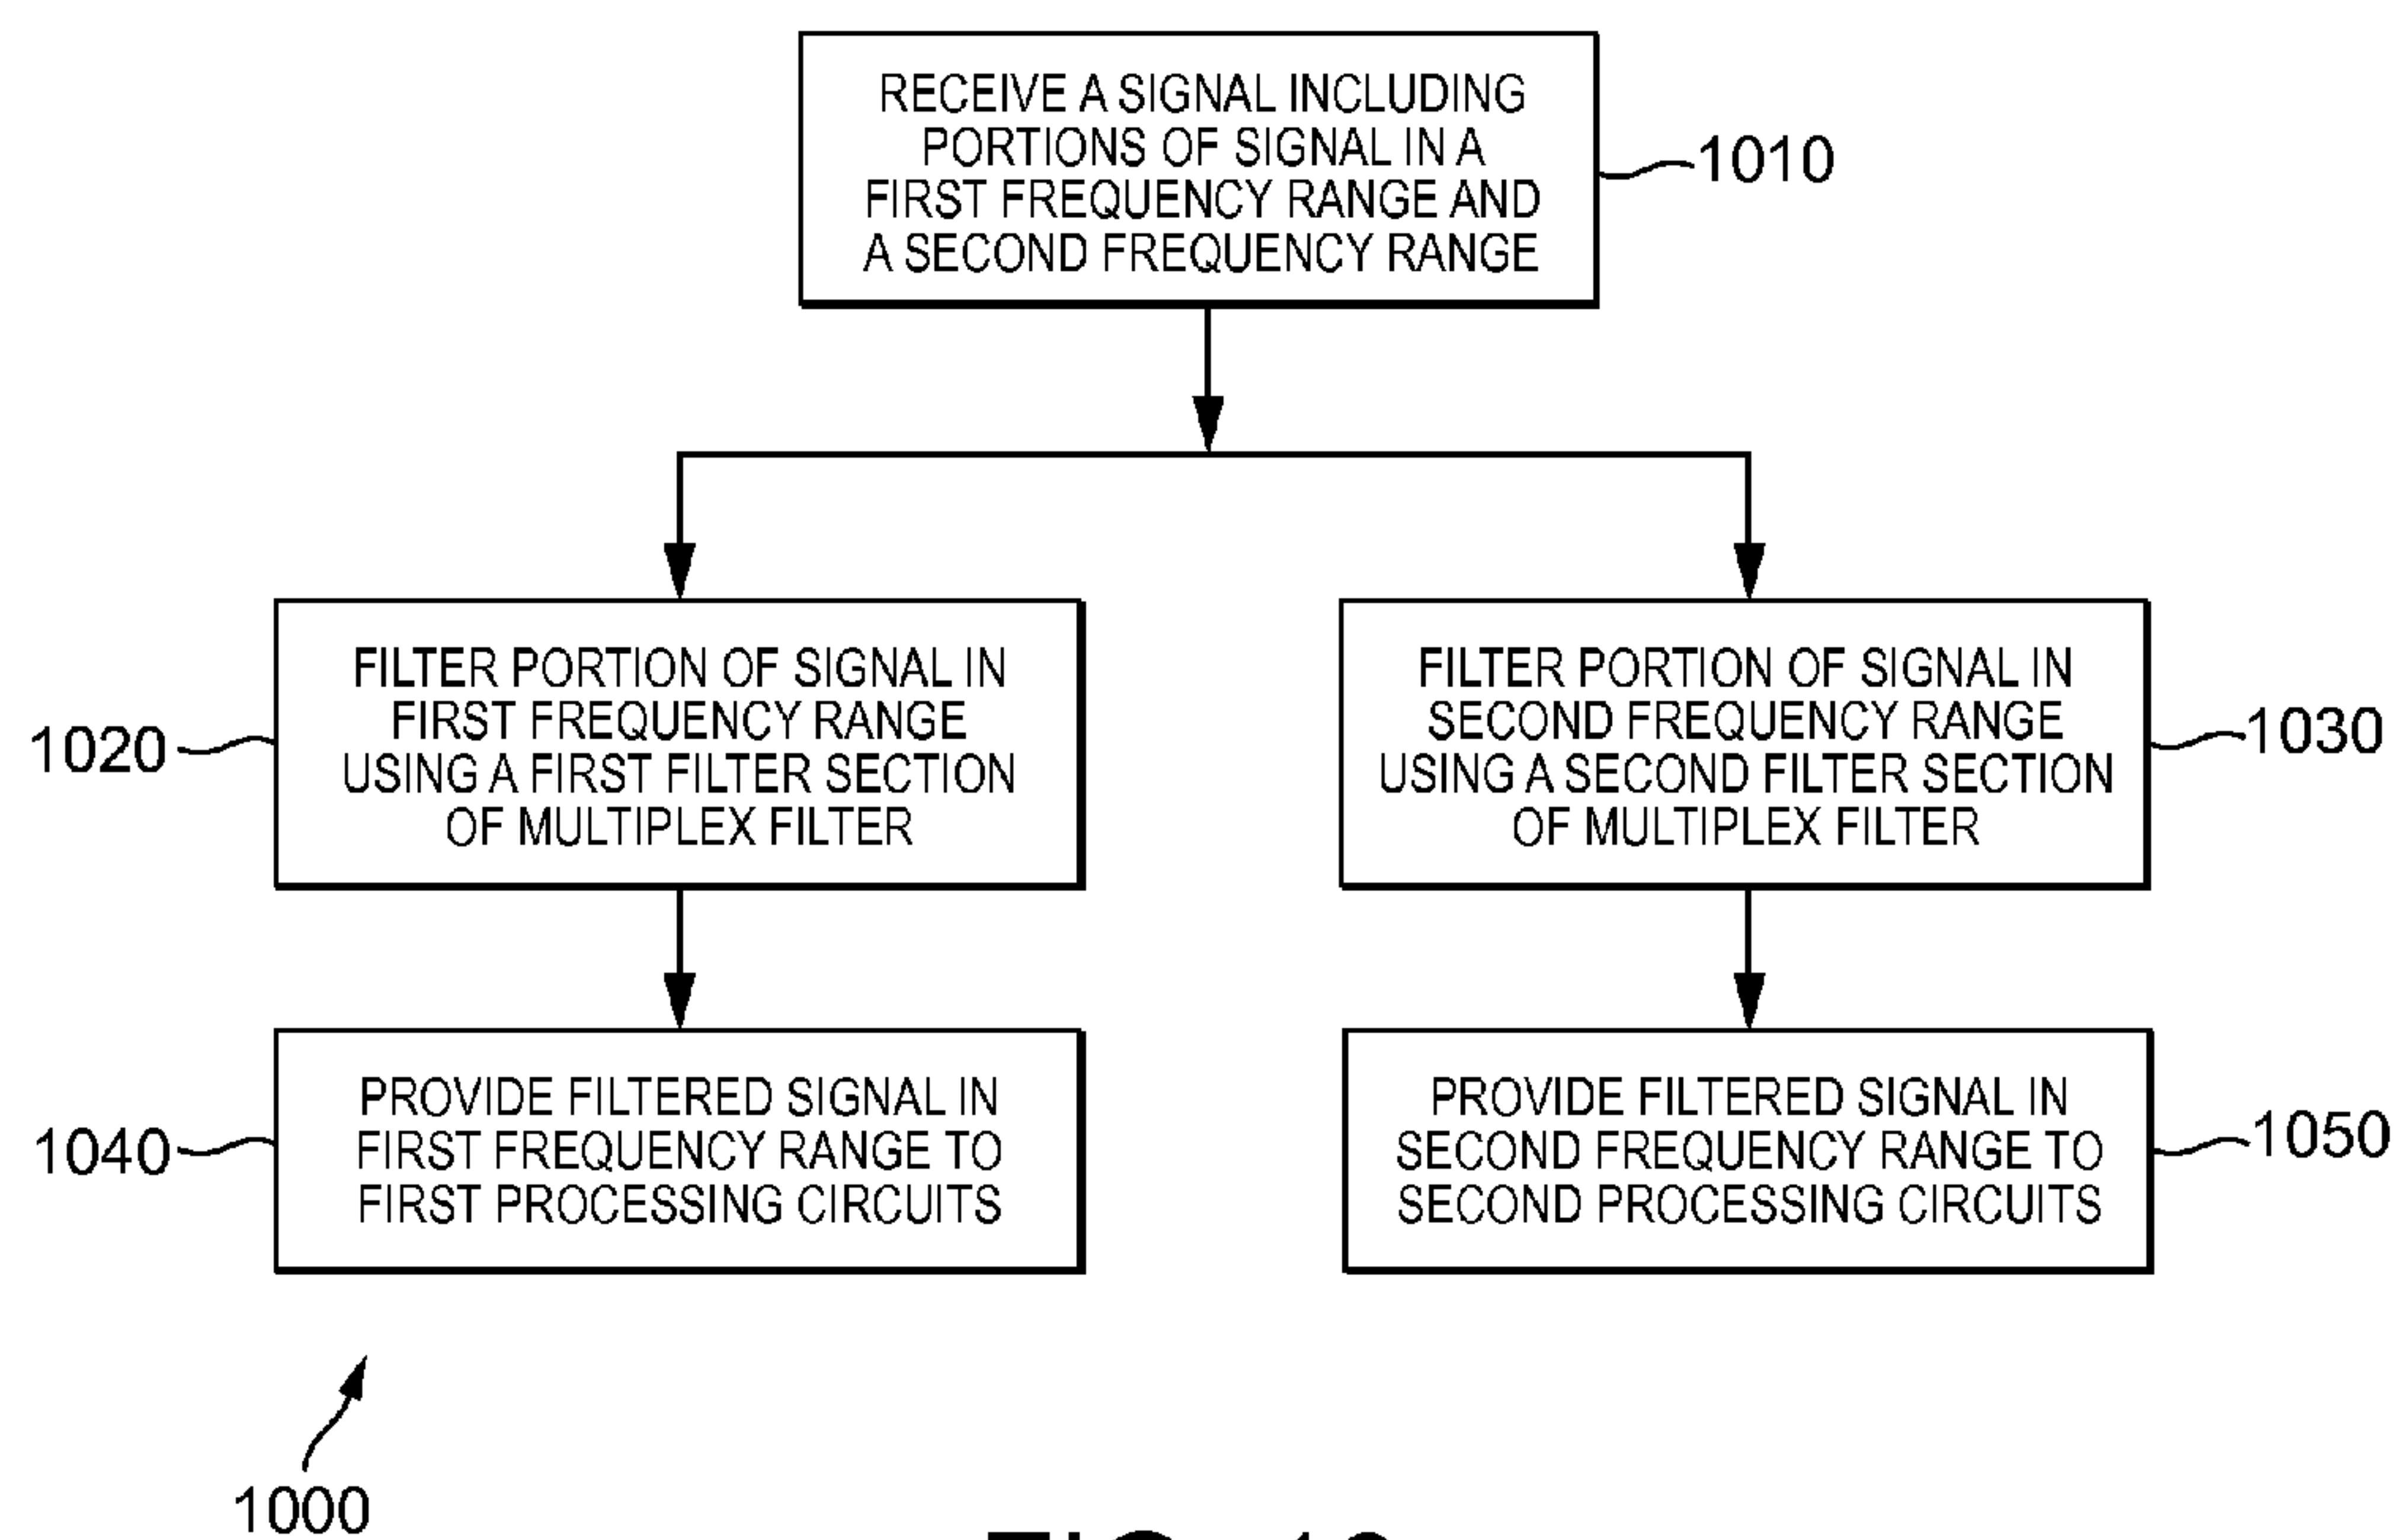 RECEIVE A SIGNAL INCLUDING
PORTIONS OF SIGNAL IN A
FIRST FREQUENCY RANGE AND
A SECOND FREQUENCY RANGE
1010
FILTER PORTION OF SIGNAL IN
FIRST FREQUENCY RANGE
USING A FIRST FILTER SECTION
OF MULTIPLEX FILTER
1020
FILTER PORTION OF SIGNAL IN
SECOND FREQUENCY RANGE
USING A SECOND FILTER SECTION
OF MULTIPLEX FILTER
1030
PROVIDE FILTERED SIGNAL IN
FIRST FREQUENCY RANGE TO
FIRST PROCESSING CIRCUITS
1040
PROVIDE FILTERED SIGNAL IN
SECOND FREQUENCY RANGE TO
SECOND PROCESSING CIRCUITS
1050
1000